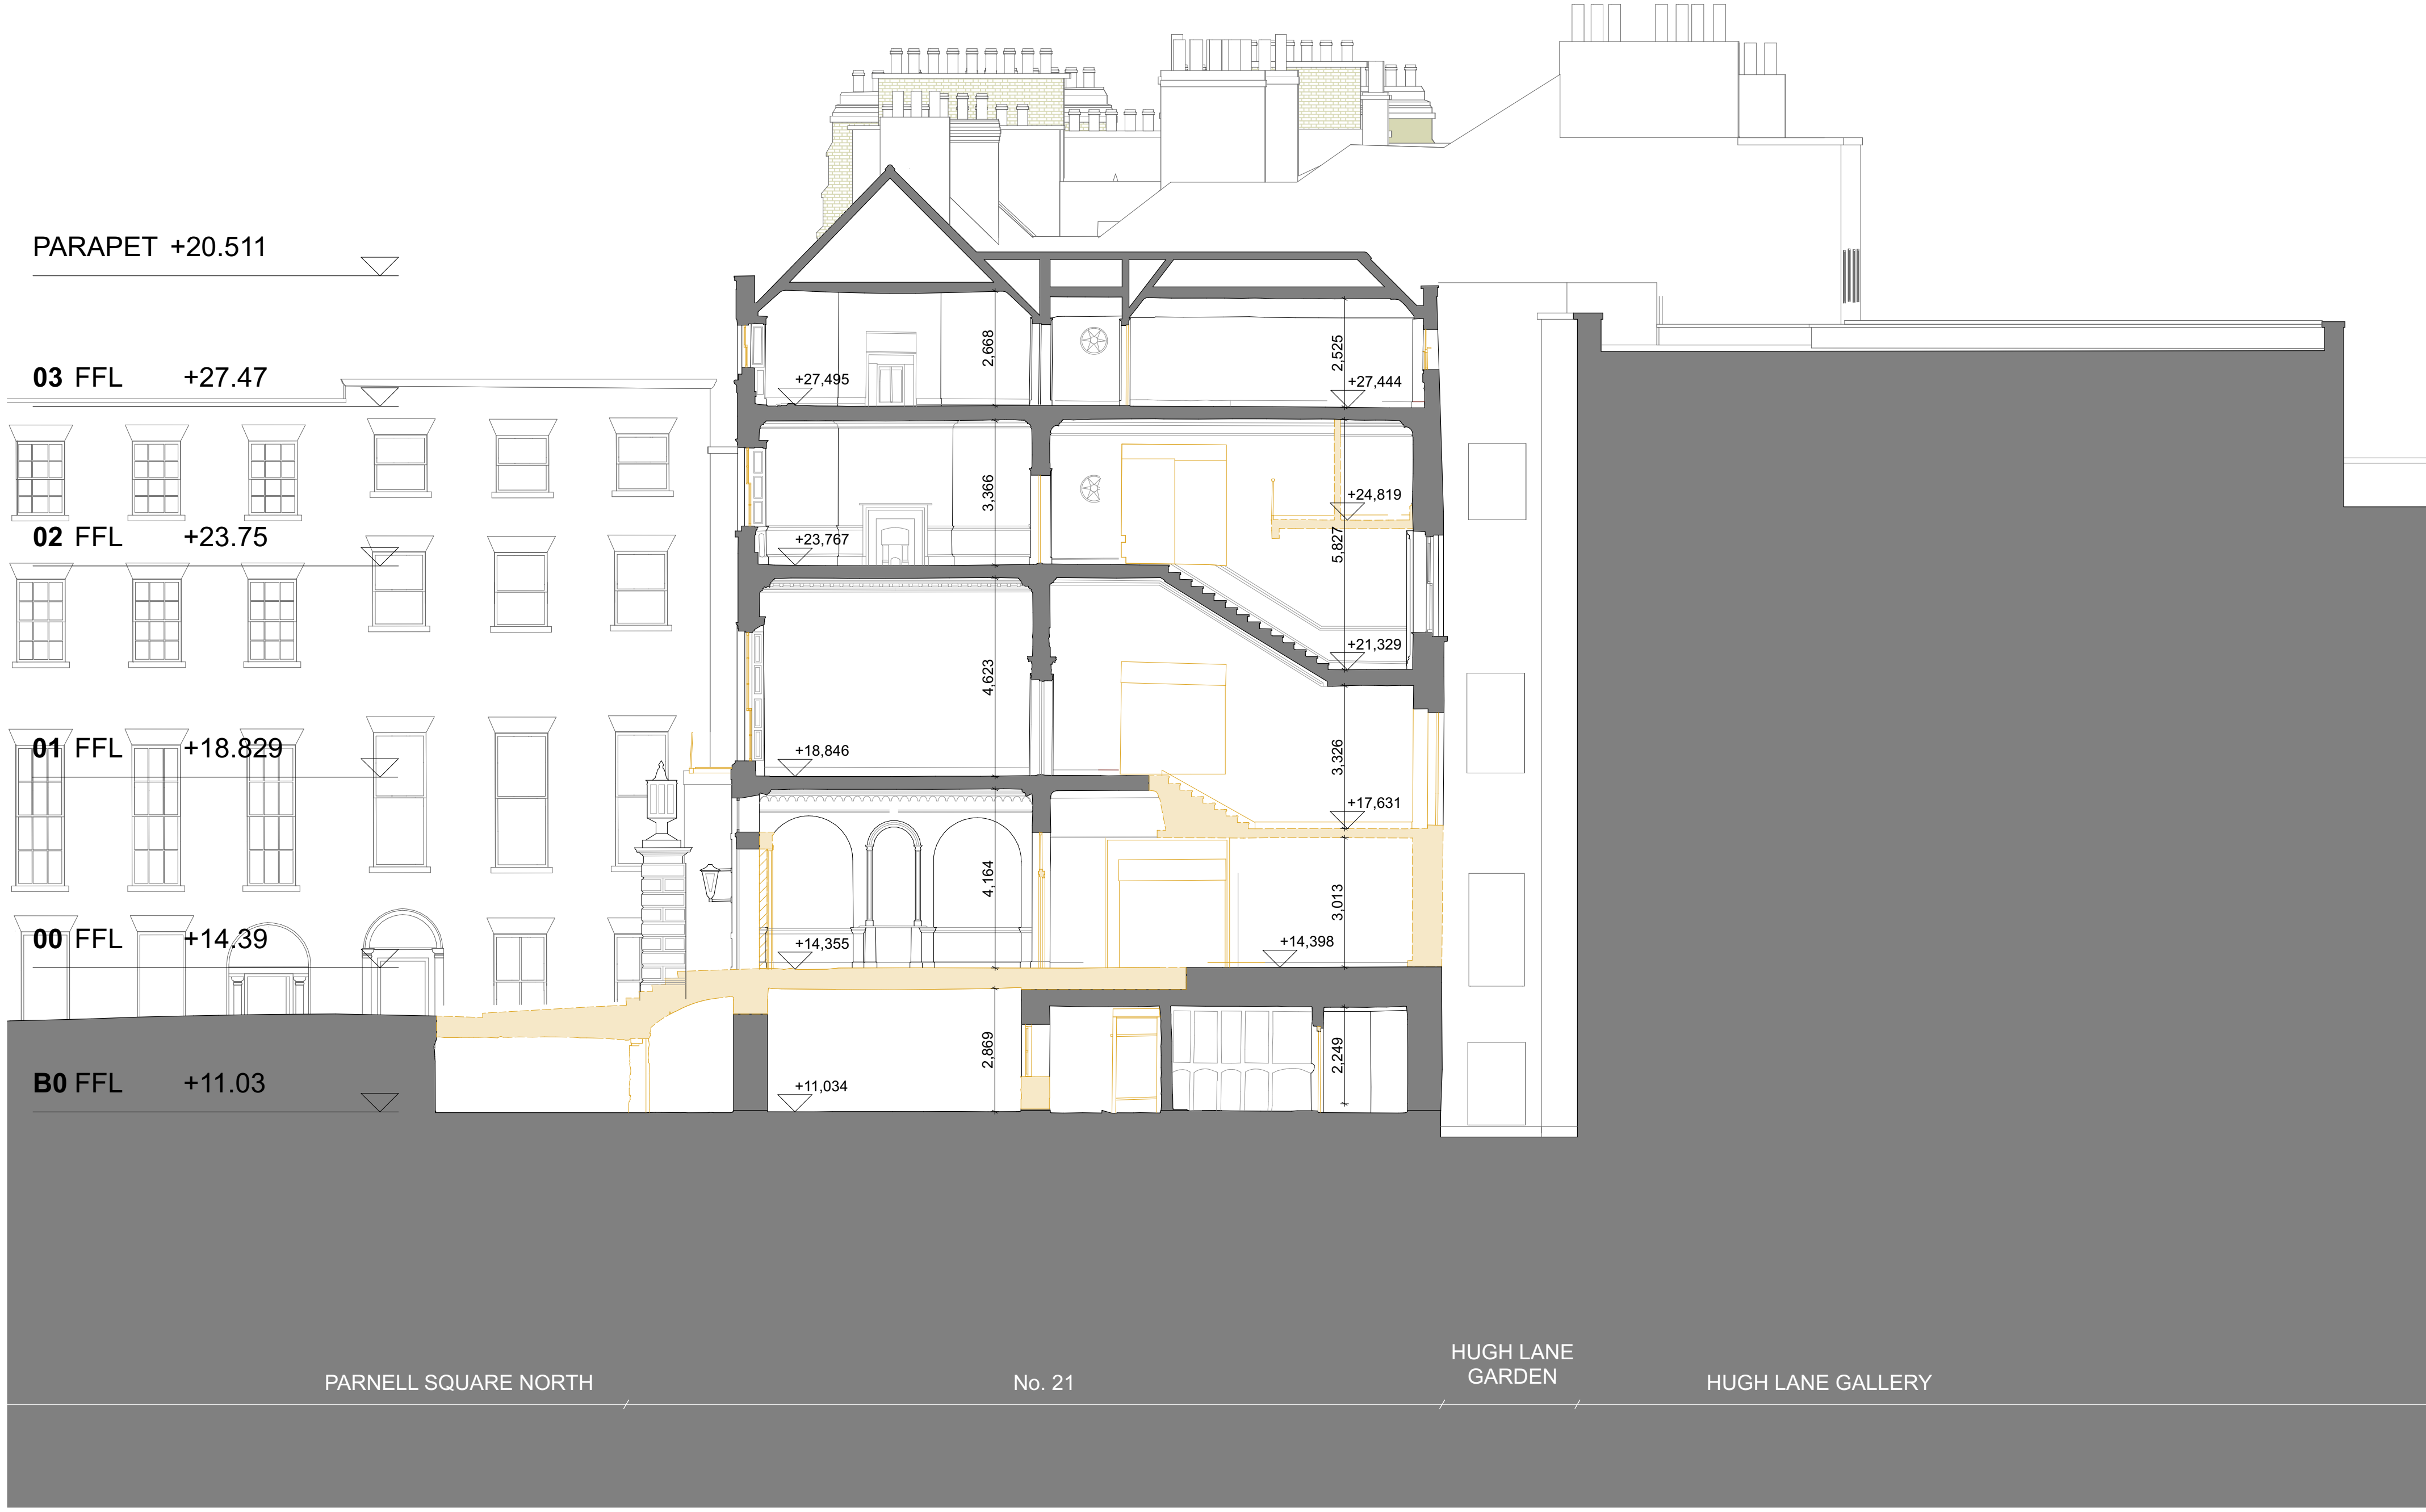 PARAPET +20.511
03 FFL +27.47
02 FFL +23.75
01 FFL +18.829
00 FFL +14.39
B0 FFL +11.03
2,668
2,525
+27,495
+27,444
3,366
+24,819
5,827
+23,767
+21,329
4,623
3,326
+18,846
+17,631
4,164
3,013
+14,355
+14,398
2,869
2,249
+11,034
PARNELL SQUARE NORTH
No. 21
HUGH LANE
GARDEN
HUGH LANE GALLERY